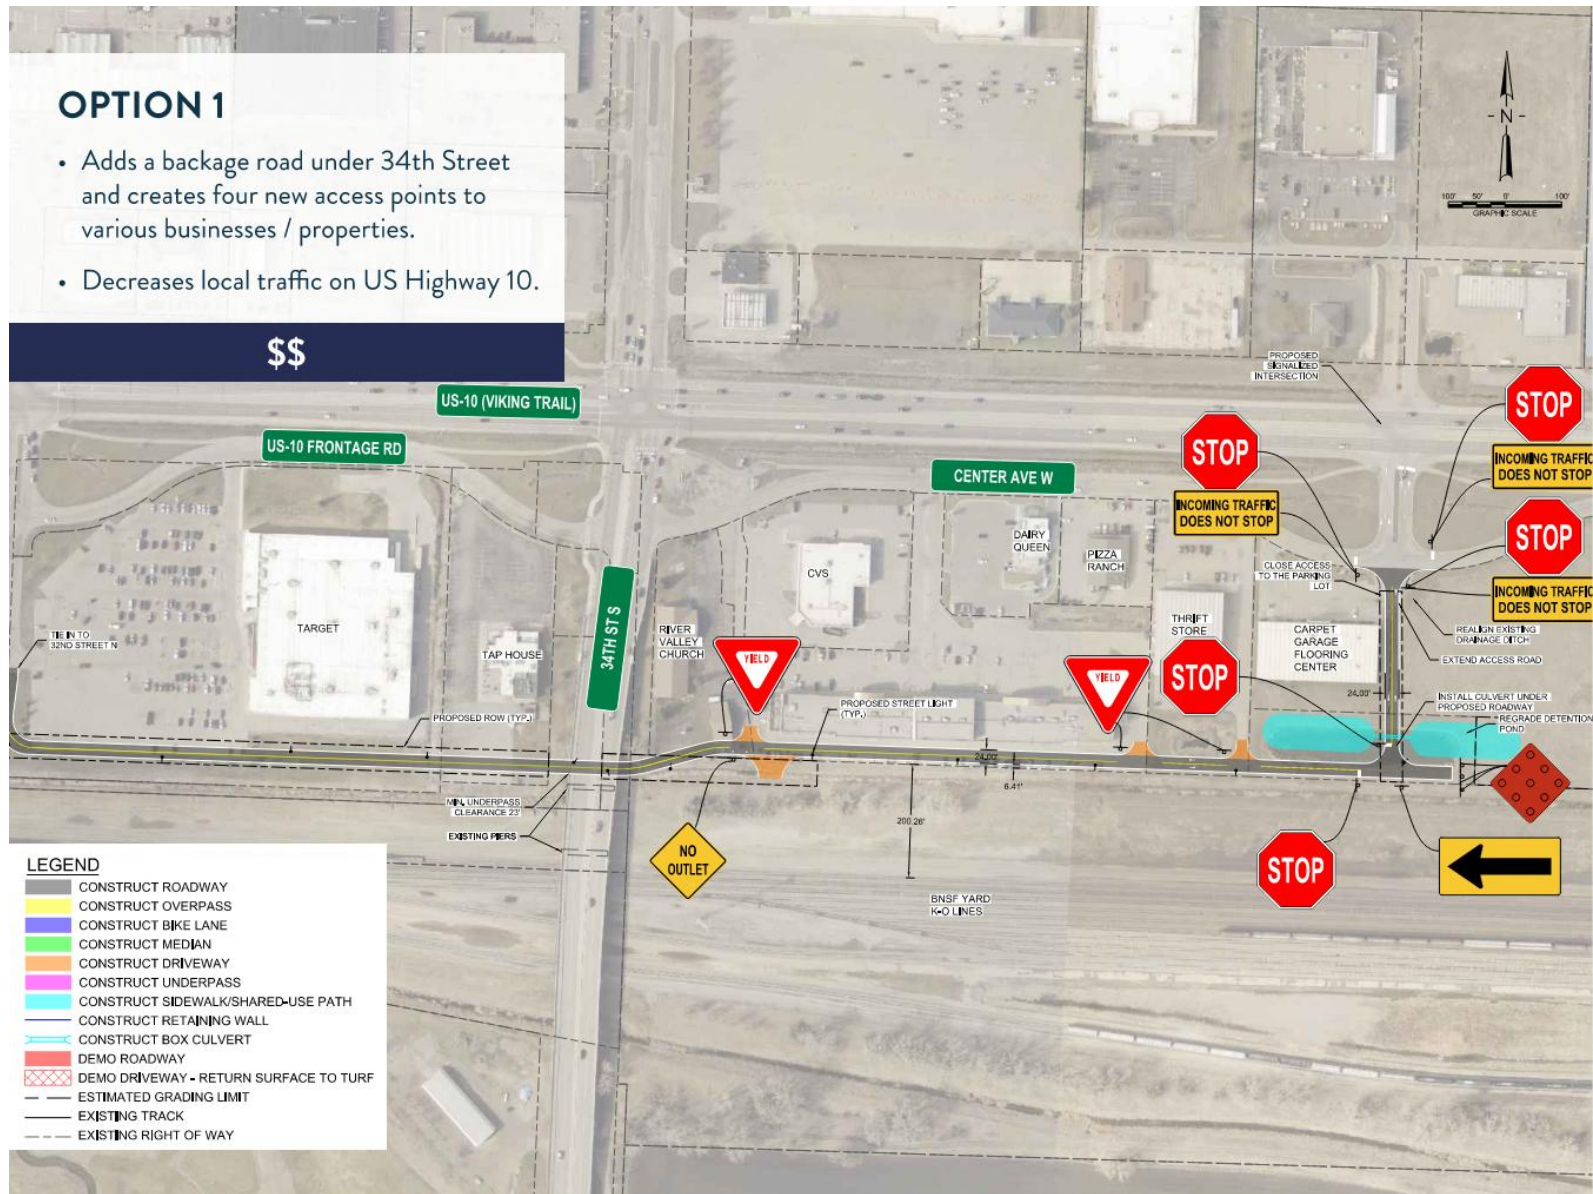 OPTION 1
• Adds a backage road under 34th Street
and creates four new access points to
various businesses / properties.
• Decreases local traffic on US Highway 10.
$$
N
100' 50' 0' 100'
GRAPHIC SCALE
US-10 (VIKING TRAIL)
US-10 FRONTAGE RD
CENTER AVE W
34TH ST S
PROPOSED
SIGNALIZED
INTERSECTION
STOP
INCOMING TRAFFIC
DOES NOT STOP
STOP
INCOMING TRAFFIC
DOES NOT STOP
STOP
INCOMING TRAFFIC
DOES NOT STOP
CLOSE ACCESS
TO THE PARKING
LOT
REALIGN EXISTING
DRAINAGE DITCH
EXTEND ACCESS ROAD
24.00'
INSTALL CULVERT UNDER
PROPOSED ROADWAY
REGRADE DETENTION
POND
TIE IN TO
32ND STREET N
TARGET
TAP HOUSE
RIVER
VALLEY
CHURCH
CVS
DAIRY
QUEEN
PIZZA
RANCH
THRIFT
STORE
CARPET
GARAGE
FLOORING
CENTER
YIELD
YIELD
STOP
PROPOSED ROW (TYP.)
PROPOSED STREET LIGHT
(TYP.)
24.00'
6.41'
200.26'
MIN. UNDERPASS
CLEARANCE 23'
EXISTING PIERS
NO
OUTLET
STOP
BNSF YARD
K-O LINES
LEGEND
CONSTRUCT ROADWAY
CONSTRUCT OVERPASS
CONSTRUCT BIKE LANE
CONSTRUCT MEDIAN
CONSTRUCT DRIVEWAY
CONSTRUCT UNDERPASS
CONSTRUCT SIDEWALK/SHARED-USE PATH
CONSTRUCT RETAINING WALL
CONSTRUCT BOX CULVERT
DEMO ROADWAY
DEMO DRIVEWAY - RETURN SURFACE TO TURF
ESTIMATED GRADING LIMIT
EXISTING TRACK
EXISTING RIGHT OF WAY